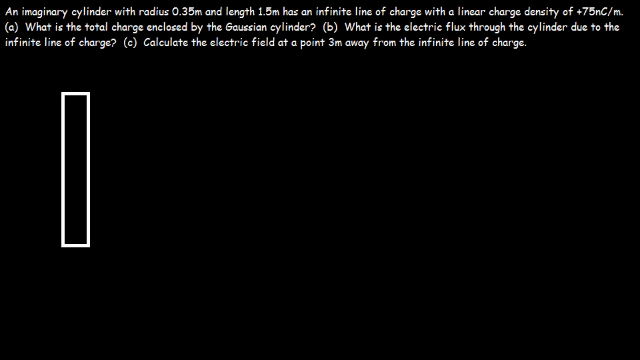 An imaginary cylinder with radius 0.35m and length 1.5m has an infinite line of charge with a linear charge density of +75nC/m.
(a)  What is the total charge enclosed by the Gaussian cylinder?  (b)  What is the electric flux through the cylinder due to the
infinite line of charge?  (c)  Calculate the electric field at a point 3m away from the infinite line of charge.